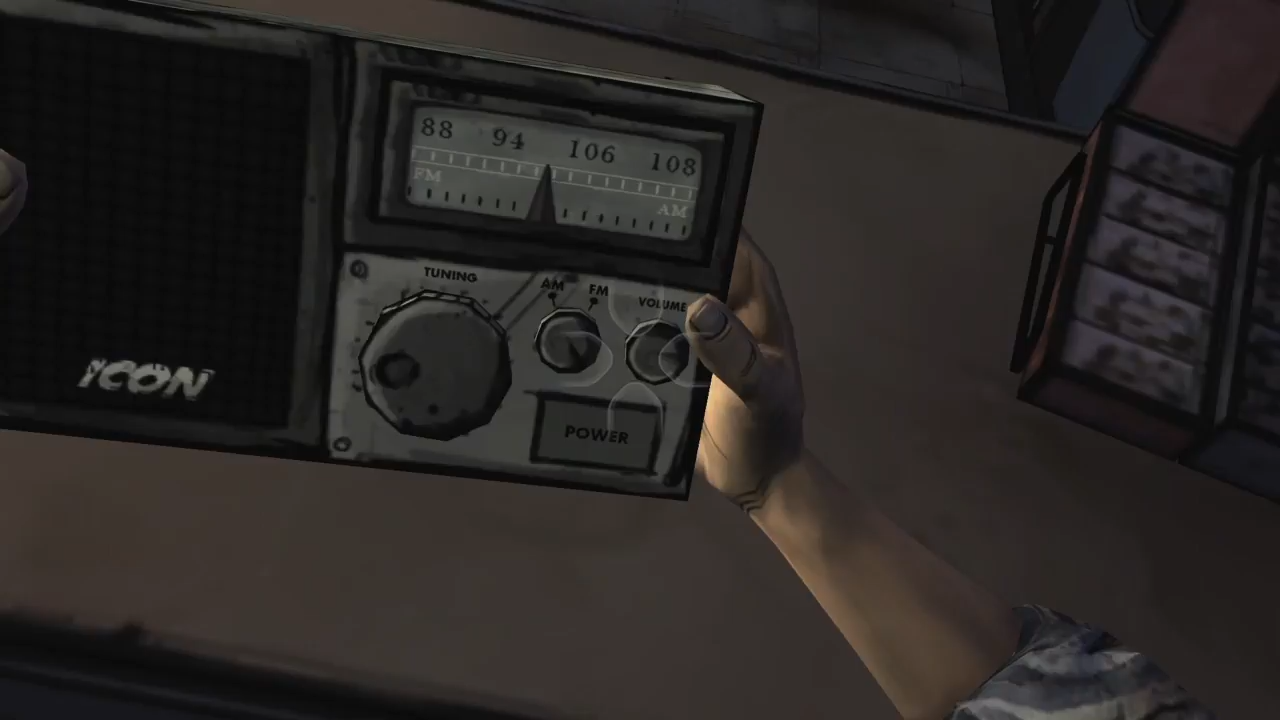 88 94 106 108
FM
AM
TUNING
AM FM
VOLUME
ICON
POWER